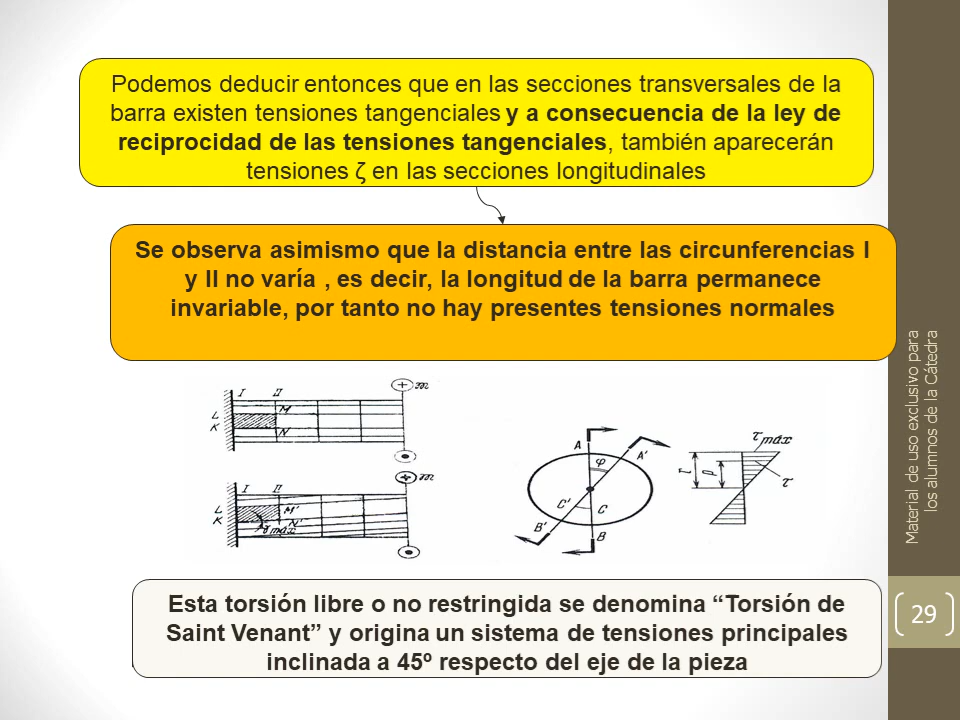 Podemos deducir entonces que en las secciones transversales de la
barra existen tensiones tangenciales y a consecuencia de la ley de
reciprocidad de las tensiones tangenciales, también aparecerán
tensiones ζ en las secciones longitudinales
Se observa asimismo que la distancia entre las circunferencias I
y II no varía , es decir, la longitud de la barra permanece
invariable, por tanto no hay presentes tensiones normales
I II
m
L
M
K
N
I II
m
L
M'
K
N'
γ máx
A
A'
φ
C'
C
B'
B
τ máx
r
ρ
τ
Esta torsión libre o no restringida se denomina “Torsión de
Saint Venant” y origina un sistema de tensiones principales
inclinada a 45º respecto del eje de la pieza
Material de uso exclusivo para
los alumnos de la Cátedra
29